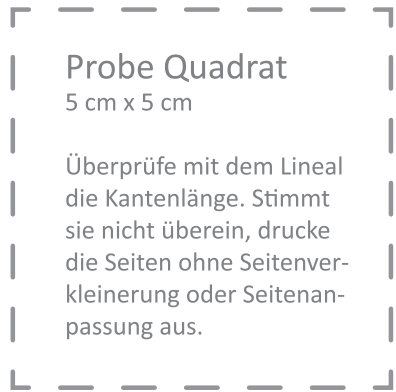 Probe Quadrat
5 cm x 5 cm
Überprüfe mit dem Lineal
die Kantenlänge. Stimmt
sie nicht überein, drucke
die Seiten ohne Seitenver-
kleinerung oder Seitenan-
passung aus.